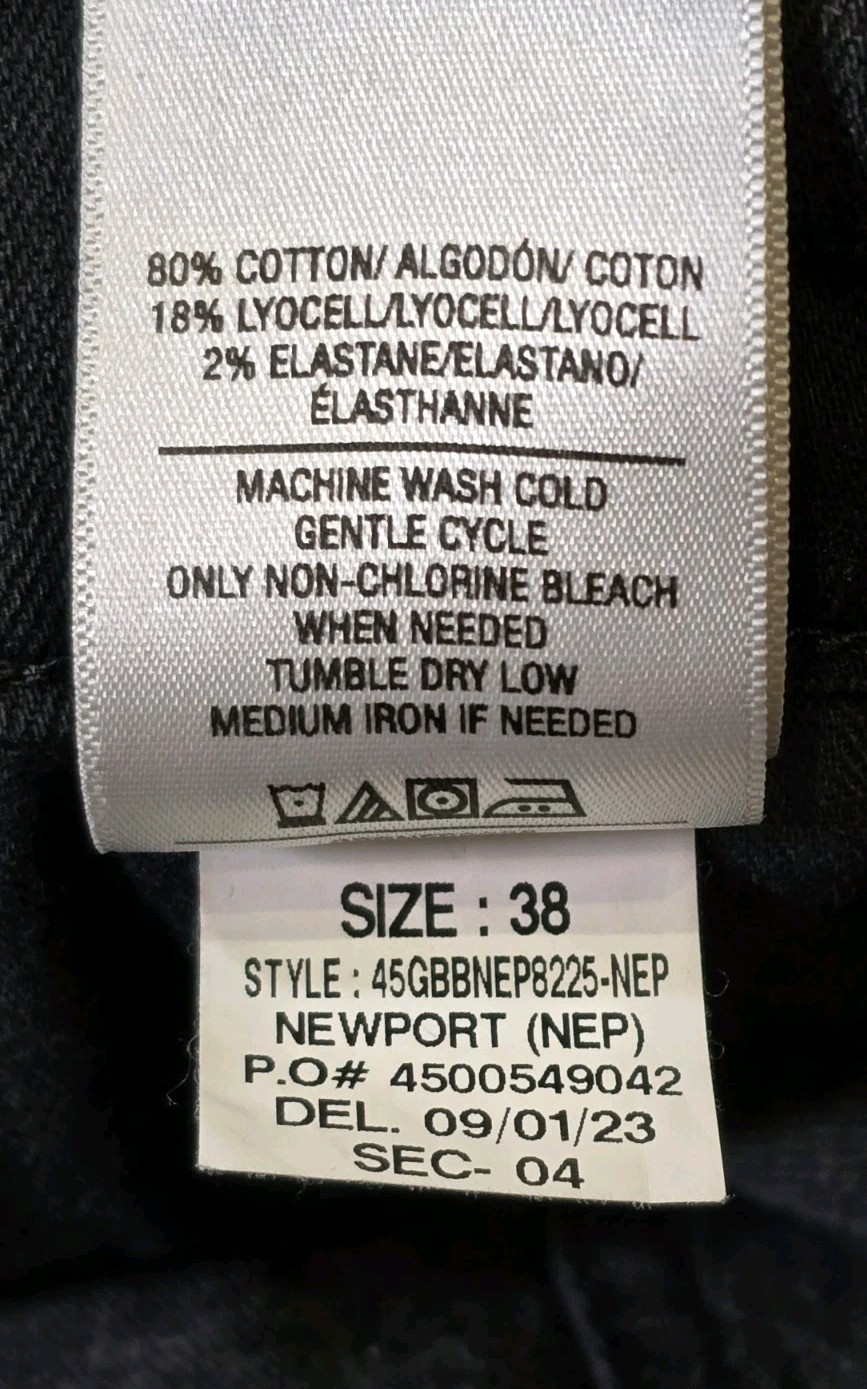 80% COTTON/ ALGODÓN/ COTON
18% LYOCELL/LYOCELL/LYOCELL
2% ELASTANE/ELASTANO/
ÉLASTHANNE
MACHINE WASH COLD
GENTLE CYCLE
ONLY NON-CHLORINE BLEACH
WHEN NEEDED
TUMBLE DRY LOW
MEDIUM IRON IF NEEDED
SIZE : 38
STYLE : 45GBBNEP8225-NEP
NEWPORT (NEP)
P.O# 4500549042
DEL. 09/01/23
SEC- 04